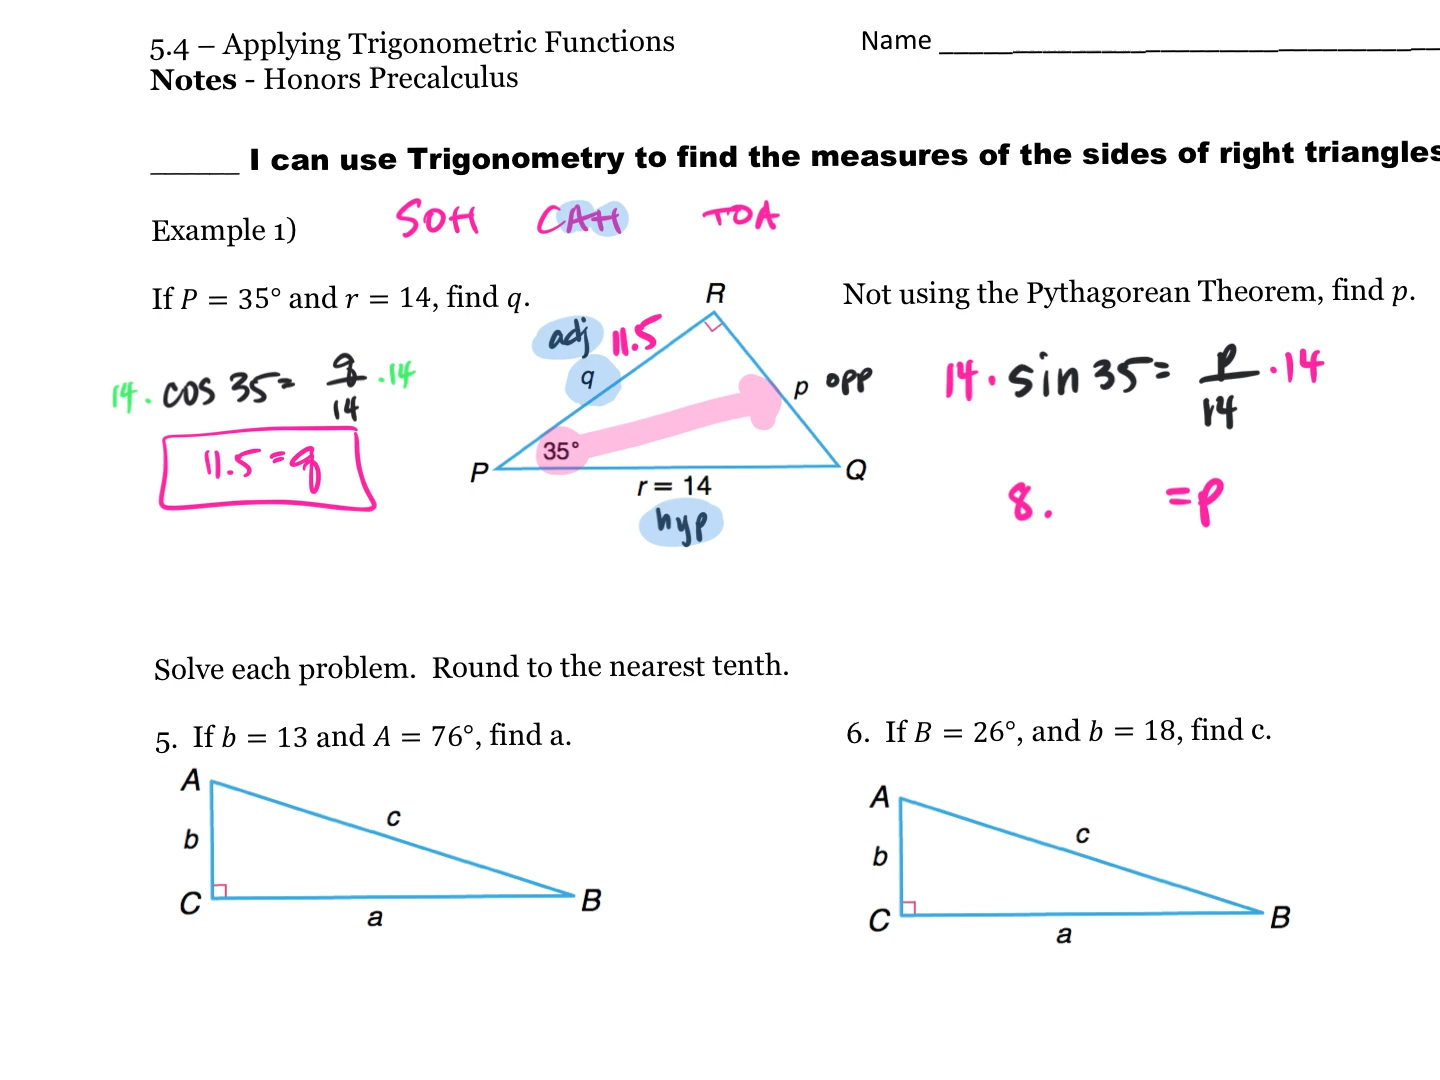 5.4 – Applying Trigonometric Functions
Name ______________________________
Notes - Honors Precalculus
______ I can use Trigonometry to find the measures of the sides of right triangles
Example 1)
SOH CAH TOA
If P = 35° and r = 14, find q.
14 · cos 35 = q/14 · 14
11.5 = q
R
adj 11.5
q
p opp
35°
P
Q
r = 14
hyp
Not using the Pythagorean Theorem, find p.
14 · sin 35 = p/14 · 14
8. = p
Solve each problem. Round to the nearest tenth.
5. If b = 13 and A = 76°, find a.
A
c
b
C
B
a
6. If B = 26°, and b = 18, find c.
A
c
b
C
B
a